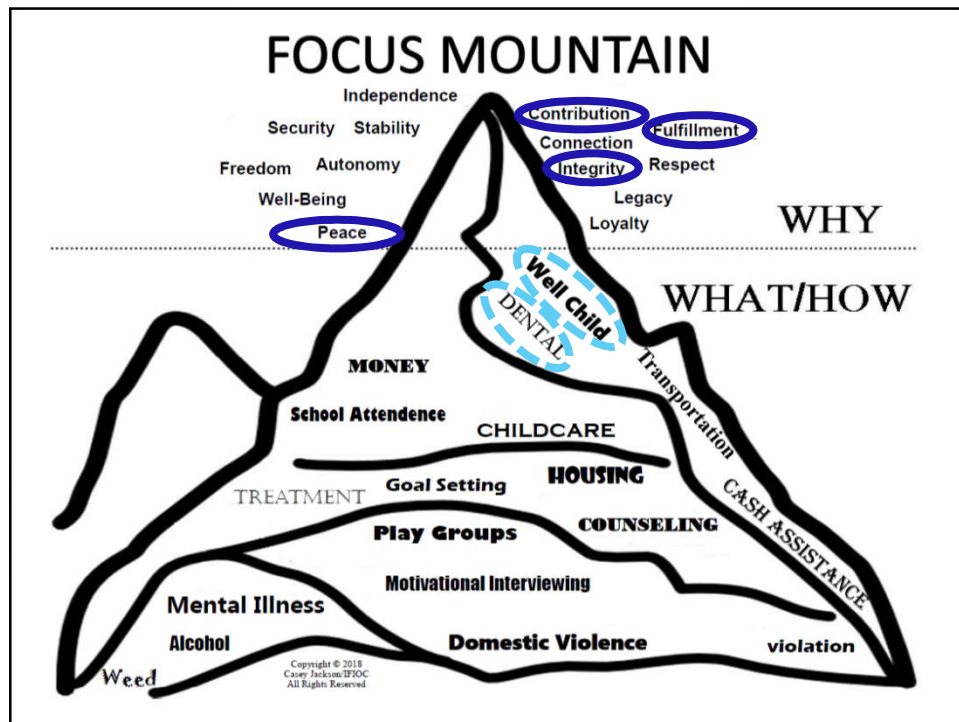 FOCUS MOUNTAIN
Independence
Contribution
Security Stability
Fulfillment
Connection
Freedom Autonomy
Integrity Respect
Well-Being
Legacy
Peace
Loyalty
WHY
WHAT/HOW
Well Child
DENTAL
MONEY
Transportation
School Attendence
CHILDCARE
HOUSING
TREATMENT
Goal Setting
CASH ASSISTANCE
COUNSELING
Play Groups
Motivational Interviewing
Mental Illness
Alcohol
Domestic Violence
violation
Weed
Copyright © 2018
Casey Jackson/IFIOC
All Rights Reserved